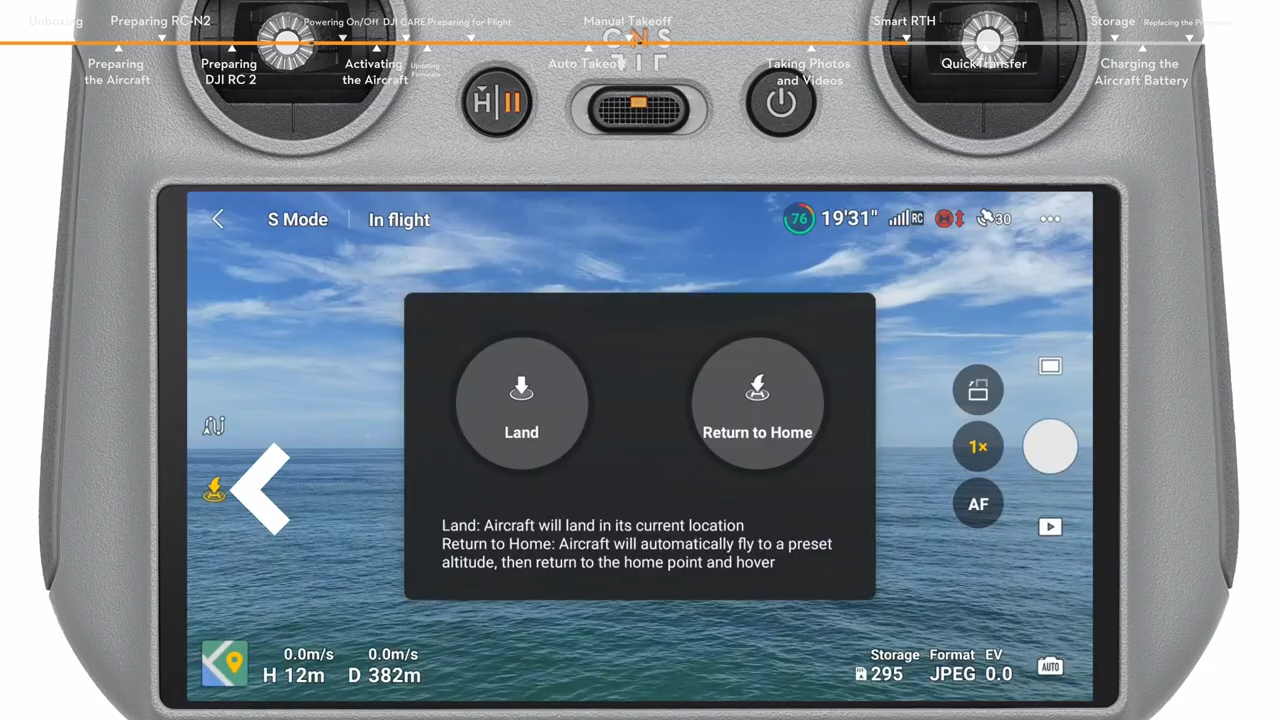 Unboxing
Preparing RC-N2
Powering On/Off
DJI CARE
Preparing for Flight
Manual Takeoff
Smart RTH
Storage
Replacing the Propellers
Preparing
the Aircraft
Preparing
DJI RC 2
Activating
the Aircraft
Updating
Firmware
Auto Takeoff
Taking Photos
and Videos
QuickTransfer
Charging the
Aircraft Battery
C N S
H
S Mode
In flight
76
19'31"
RC
H
30
Land
Return to Home
1×
AF
Land: Aircraft will land in its current location
Return to Home: Aircraft will automatically fly to a preset
altitude, then return to the home point and hover
0.0m/s
0.0m/s
H 12m
D 382m
Storage
Format
EV
295
JPEG
0.0
AUTO